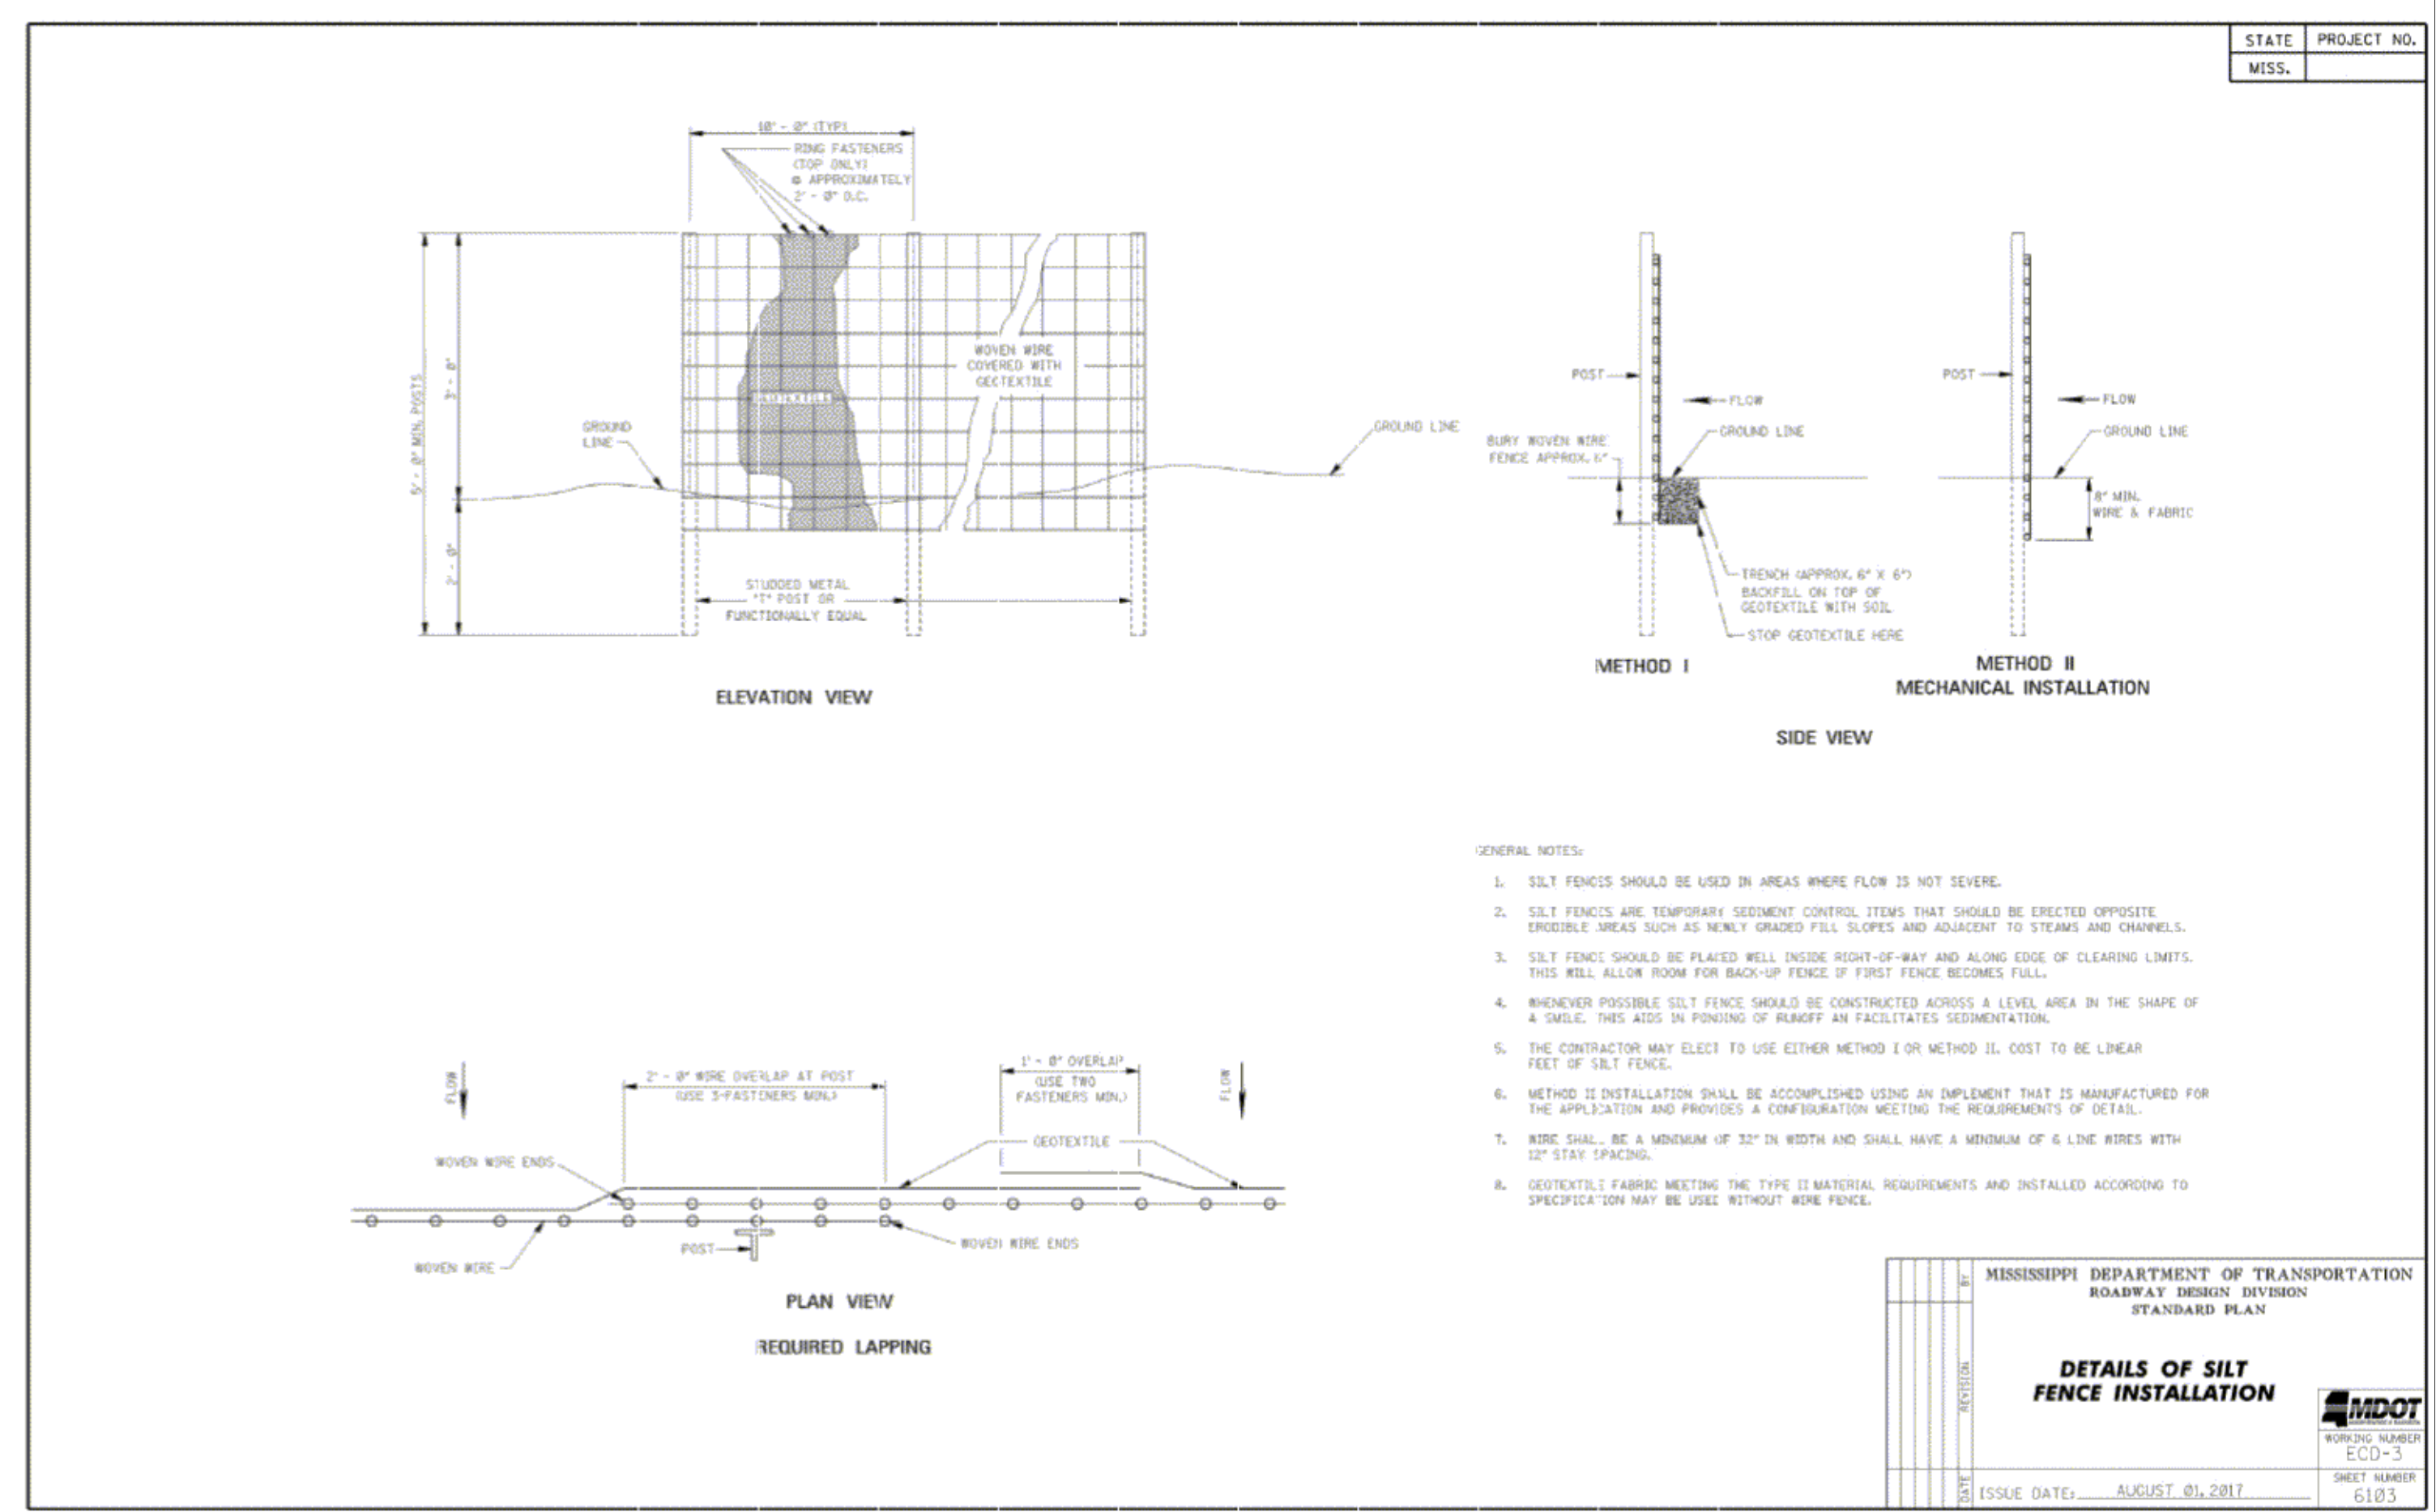 STATE PROJECT NO.
MISS.
10' - 0" (TYP)
RING FASTENERS
(TOP ONLY)
@ APPROXIMATELY
2' - 0" O.C.
5' - 0" MIN. POSTS
3' - 0"
2' - 0"
GROUND
LINE
WOVEN WIRE
COVERED WITH
GEOTEXTILE
GROUND LINE
STUDDED METAL
"T" POST OR
FUNCTIONALLY EQUAL
ELEVATION VIEW
POST
FLOW
GROUND LINE
BURY WOVEN WIRE
FENCE APPROX. 6"
TRENCH (APPROX. 6" X 6")
BACKFILL ON TOP OF
GEOTEXTILE WITH SOIL
STOP GEOTEXTILE HERE
METHOD I
POST
FLOW
GROUND LINE
8" MIN.
WIRE & FABRIC
METHOD II
MECHANICAL INSTALLATION
SIDE VIEW
FLOW
2' - 0" WIRE OVERLAP AT POST
(USE 3-FASTENERS MIN.)
1' - 0" OVERLAP
(USE TWO
FASTENERS MIN.)
FLOW
GEOTEXTILE
WOVEN WIRE ENDS
POST
WOVEN WIRE ENDS
WOVEN WIRE
PLAN VIEW
REQUIRED LAPPING
GENERAL NOTES:
1. SILT FENCES SHOULD BE USED IN AREAS WHERE FLOW IS NOT SEVERE.
2. SILT FENCES ARE TEMPORARY SEDIMENT CONTROL ITEMS THAT SHOULD BE ERECTED OPPOSITE
ERODIBLE AREAS SUCH AS NEWLY GRADED FILL SLOPES AND ADJACENT TO STEAMS AND CHANNELS.
3. SILT FENCE SHOULD BE PLACED WELL INSIDE RIGHT-OF-WAY AND ALONG EDGE OF CLEARING LIMITS.
THIS WILL ALLOW ROOM FOR BACK-UP FENCE IF FIRST FENCE BECOMES FULL.
4. WHENEVER POSSIBLE SILT FENCE SHOULD BE CONSTRUCTED ACROSS A LEVEL AREA IN THE SHAPE OF
A SMILE. THIS AIDS IN PONDING OF RUNOFF AN FACILITATES SEDIMENTATION.
5. THE CONTRACTOR MAY ELECT TO USE EITHER METHOD I OR METHOD II. COST TO BE LINEAR
FEET OF SILT FENCE.
6. METHOD II INSTALLATION SHALL BE ACCOMPLISHED USING AN IMPLEMENT THAT IS MANUFACTURED FOR
THE APPLICATION AND PROVIDES A CONFIGURATION MEETING THE REQUIREMENTS OF DETAIL.
7. WIRE SHALL BE A MINIMUM OF 32" IN WIDTH AND SHALL HAVE A MINIMUM OF 6 LINE WIRES WITH
12" STAY SPACING.
8. GEOTEXTILE FABRIC MEETING THE TYPE II MATERIAL REQUIREMENTS AND INSTALLED ACCORDING TO
SPECIFICATION MAY BE USED WITHOUT WIRE FENCE.
BY
REVISION
DATE
MISSISSIPPI DEPARTMENT OF TRANSPORTATION
ROADWAY DESIGN DIVISION
STANDARD PLAN
DETAILS OF SILT
FENCE INSTALLATION
MDOT
WORKING NUMBER
ECD-3
SHEET NUMBER
6103
ISSUE DATE: AUGUST 01, 2017